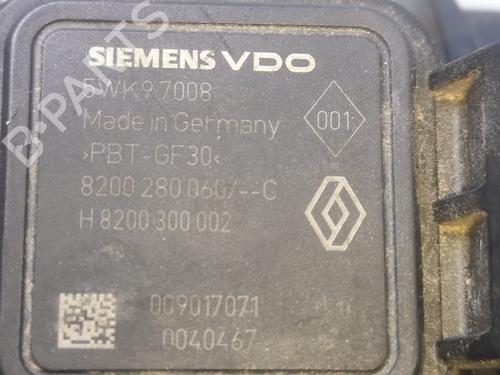 SIEMENS VDO
5WK9 7008
Made in Germany
001
›PBT-GF30‹
8200 280 060/--C
H 8200 300 002
009017071
0040467
B-PARTS